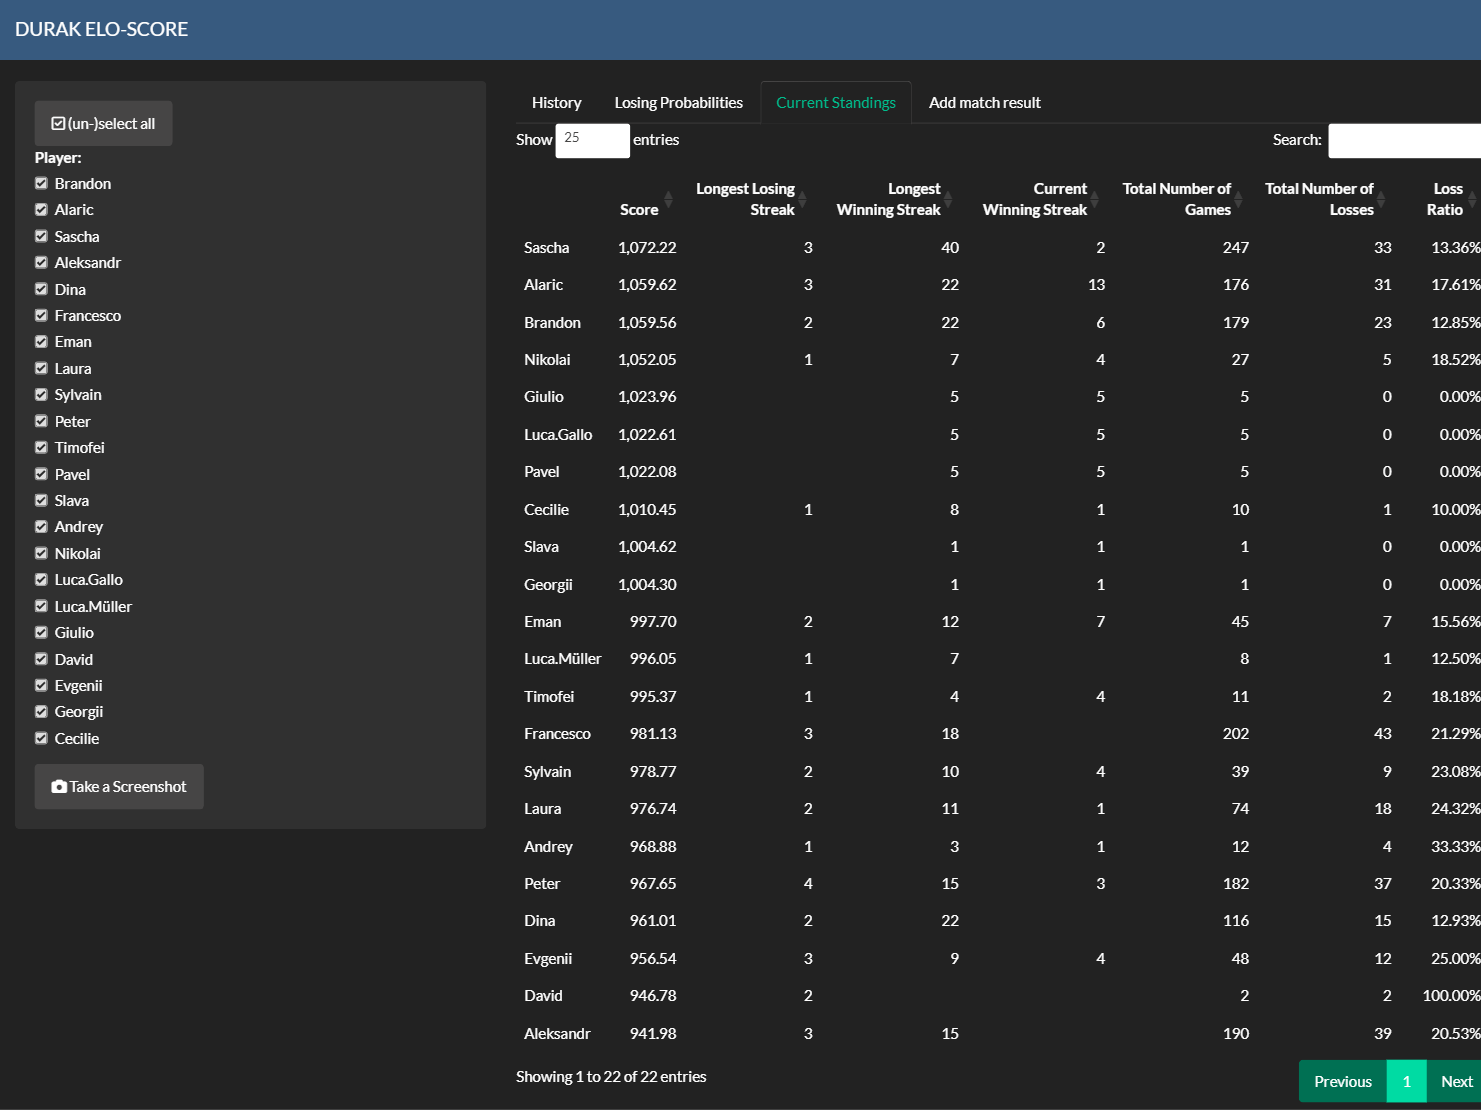 DURAK ELO-SCORE
(un-)select all
Player:
Brandon
Alaric
Sascha
Aleksandr
Dina
Francesco
Eman
Laura
Sylvain
Peter
Timofei
Pavel
Slava
Andrey
Nikolai
Luca.Gallo
Luca.Müller
Giulio
David
Evgenii
Georgii
Cecilie
Take a Screenshot
History Losing Probabilities Current Standings Add match result
Show 25 entries Search:
Score Longest Losing Streak Longest Winning Streak Current Winning Streak Total Number of Games Total Number of Losses Loss Ratio
Sascha 1,072.22 3 40 2 247 33 13.36%
Alaric 1,059.62 3 22 13 176 31 17.61%
Brandon 1,059.56 2 22 6 179 23 12.85%
Nikolai 1,052.05 1 7 4 27 5 18.52%
Giulio 1,023.96 5 5 5 0 0.00%
Luca.Gallo 1,022.61 5 5 5 0 0.00%
Pavel 1,022.08 5 5 5 0 0.00%
Cecilie 1,010.45 1 8 1 10 1 10.00%
Slava 1,004.62 1 1 1 0 0.00%
Georgii 1,004.30 1 1 1 0 0.00%
Eman 997.70 2 12 7 45 7 15.56%
Luca.Müller 996.05 1 7 8 1 12.50%
Timofei 995.37 1 4 4 11 2 18.18%
Francesco 981.13 3 18 202 43 21.29%
Sylvain 978.77 2 10 4 39 9 23.08%
Laura 976.74 2 11 1 74 18 24.32%
Andrey 968.88 1 3 1 12 4 33.33%
Peter 967.65 4 15 3 182 37 20.33%
Dina 961.01 2 22 116 15 12.93%
Evgenii 956.54 3 9 4 48 12 25.00%
David 946.78 2 2 2 100.00%
Aleksandr 941.98 3 15 190 39 20.53%
Showing 1 to 22 of 22 entries
Previous 1 Next